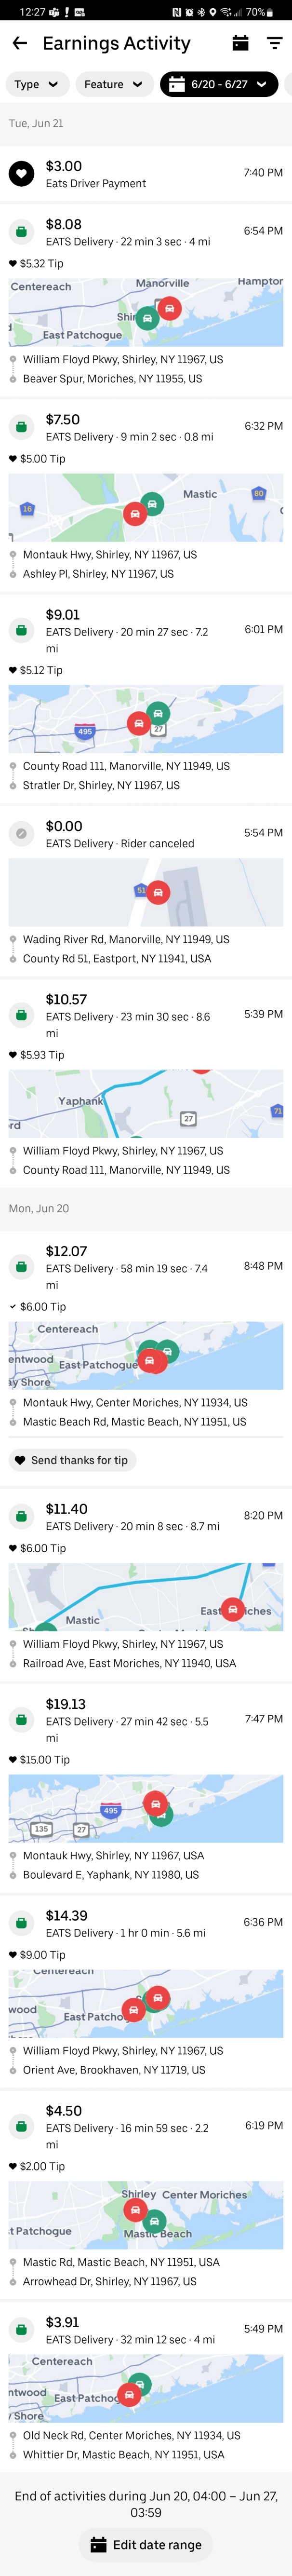 12:27
70%
Earnings Activity
Type
Feature
6/20 - 6/27
Tue, Jun 21
$3.00
7:40 PM
Eats Driver Payment
$8.08
6:54 PM
EATS Delivery · 22 min 3 sec · 4 mi
$5.32 Tip
Centereach
Manorville
Hampton
Shir
East Patchogue
William Floyd Pkwy, Shirley, NY 11967, US
Beaver Spur, Moriches, NY 11955, US
$7.50
6:32 PM
EATS Delivery · 9 min 2 sec · 0.8 mi
$5.00 Tip
16
Mastic
80
Montauk Hwy, Shirley, NY 11967, US
Ashley Pl, Shirley, NY 11967, US
$9.01
6:01 PM
EATS Delivery · 20 min 27 sec · 7.2
mi
$5.12 Tip
495
27
County Road 111, Manorville, NY 11949, US
Stratler Dr, Shirley, NY 11967, US
$0.00
5:54 PM
EATS Delivery · Rider canceled
51
Wading River Rd, Manorville, NY 11949, US
County Rd 51, Eastport, NY 11941, USA
$10.57
5:39 PM
EATS Delivery · 23 min 30 sec · 8.6
mi
$5.93 Tip
Yaphank
rd
27
71
William Floyd Pkwy, Shirley, NY 11967, US
County Road 111, Manorville, NY 11949, US
Mon, Jun 20
$12.07
8:48 PM
EATS Delivery · 58 min 19 sec · 7.4
mi
$6.00 Tip
Centereach
entwood
East Patchogue
ay Shore
Montauk Hwy, Center Moriches, NY 11934, US
Mastic Beach Rd, Mastic Beach, NY 11951, US
Send thanks for tip
$11.40
8:20 PM
EATS Delivery · 20 min 8 sec · 8.7 mi
$6.00 Tip
Mastic
East
iches
William Floyd Pkwy, Shirley, NY 11967, US
Railroad Ave, East Moriches, NY 11940, USA
$19.13
7:47 PM
EATS Delivery · 27 min 42 sec · 5.5
mi
$15.00 Tip
495
135
27
Montauk Hwy, Shirley, NY 11967, USA
Boulevard E, Yaphank, NY 11980, US
$14.39
6:36 PM
EATS Delivery · 1 hr 0 min · 5.6 mi
$9.00 Tip
Centereach
wood
East Patcho
William Floyd Pkwy, Shirley, NY 11967, US
Orient Ave, Brookhaven, NY 11719, US
$4.50
6:19 PM
EATS Delivery · 16 min 59 sec · 2.2
mi
$2.00 Tip
Shirley
Center Moriches
t Patchogue
Mastic Beach
Mastic Rd, Mastic Beach, NY 11951, USA
Arrowhead Dr, Shirley, NY 11967, US
$3.91
5:49 PM
EATS Delivery · 32 min 12 sec · 4 mi
Centereach
ntwood
East Patchog
Shore
Old Neck Rd, Center Moriches, NY 11934, US
Whittier Dr, Mastic Beach, NY 11951, USA
End of activities during Jun 20, 04:00 – Jun 27,
03:59
Edit date range